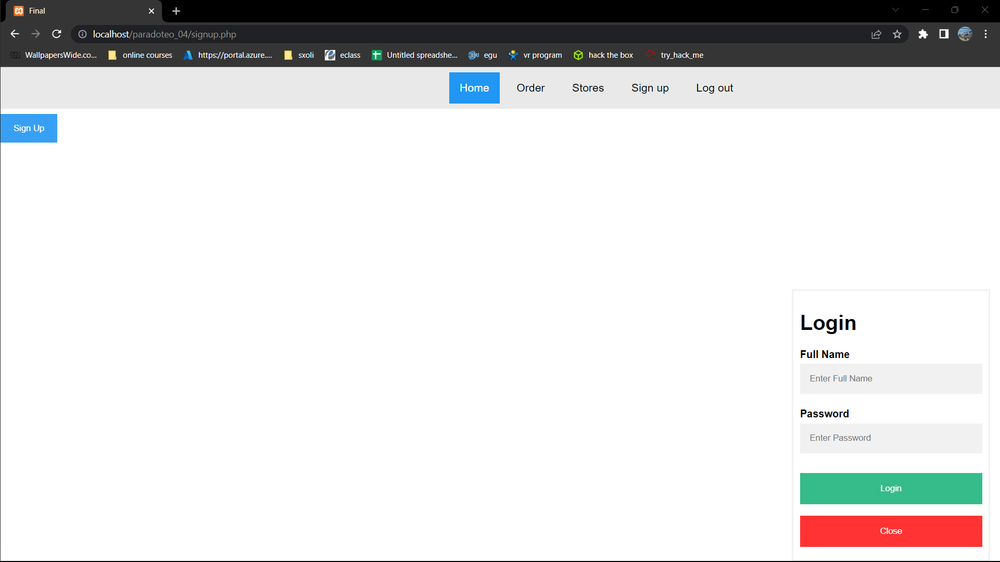 Final
localhost/paradoteo_04/signup.php
WallpapersWide.co... online courses https://portal.azure.... sxoli eclass Untitled spreadshe... egu vr program hack the box try_hack_me
Home Order Stores Sign up Log out
Sign Up
Login
Full Name
Enter Full Name
Password
Enter Password
Login
Close